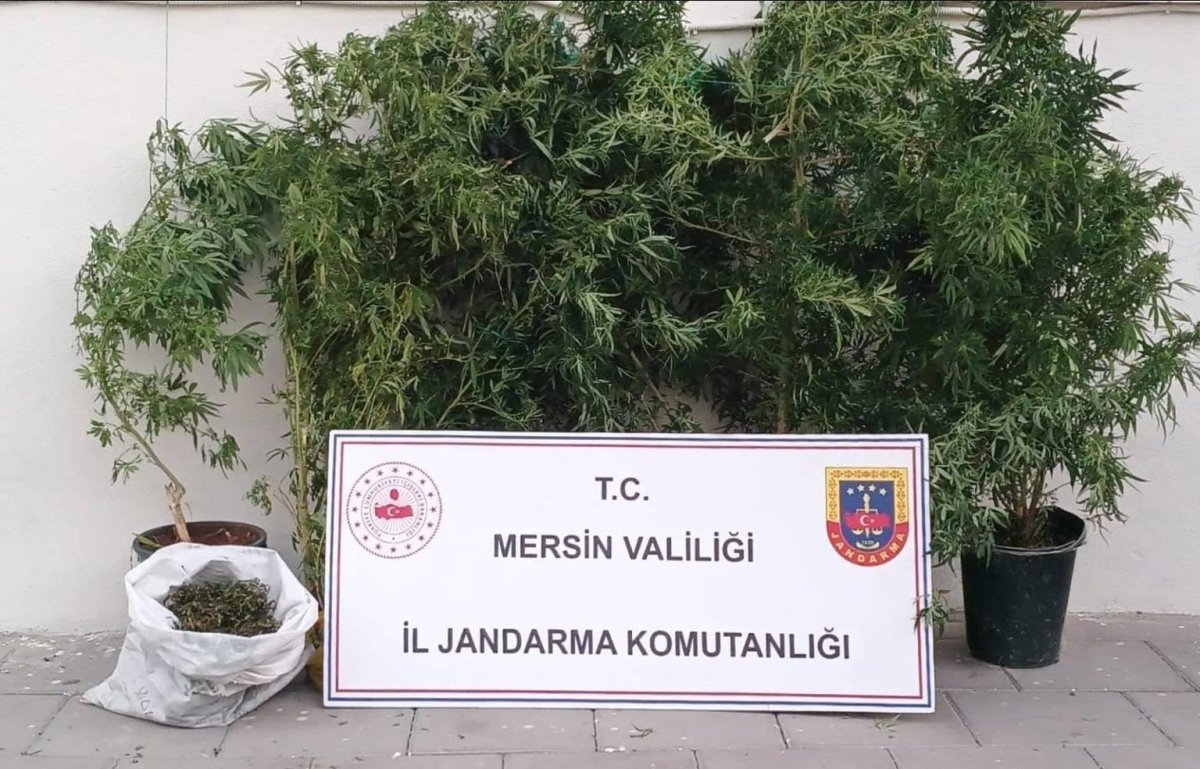 T.C.
MERSİN VALİLİĞİ
İL JANDARMA KOMUTANLIĞI
JANDARMA